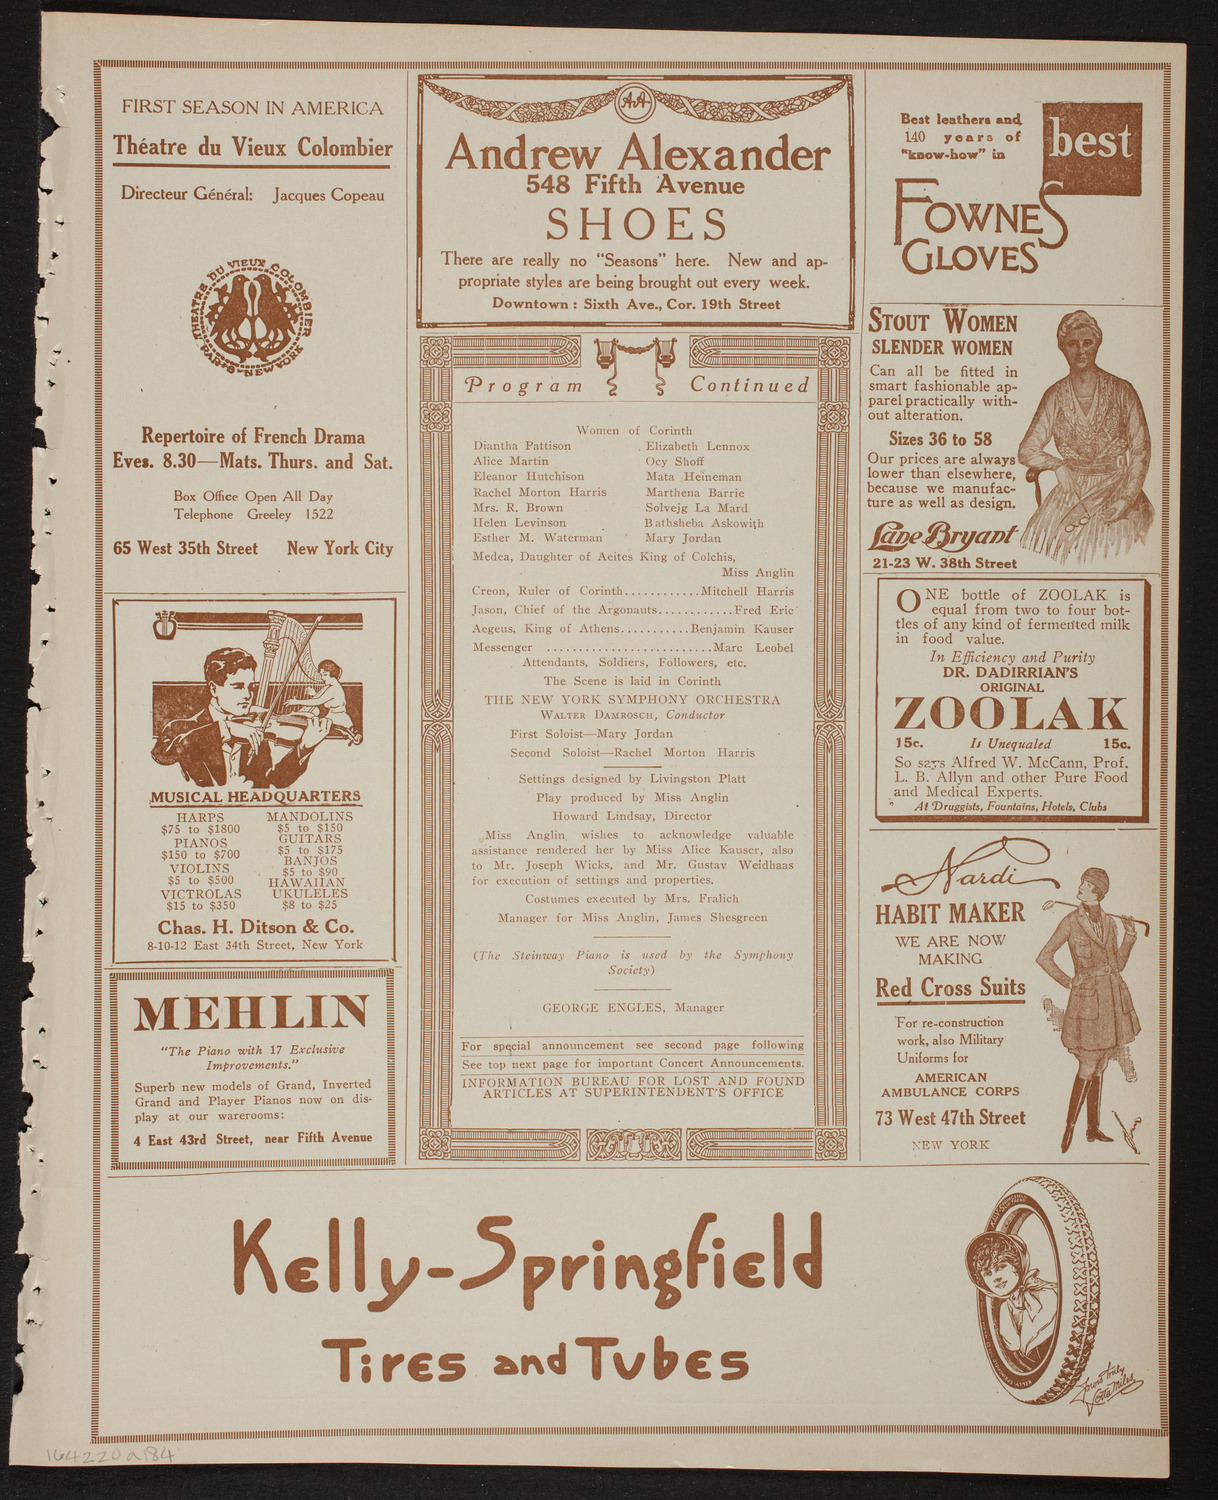 FIRST SEASON IN AMERICA
Théatre du Vieux Colombier
Directeur Général: Jacques Copeau
THEATRE DU VIEUX COLOMBIER
PARIS-NEW YORK
Repertoire of French Drama
Eves. 8.30—Mats. Thurs. and Sat.
Box Office Open All Day
Telephone Greeley 1522
65 West 35th Street New York City
MUSICAL HEADQUARTERS
HARPS
$75 to $1800
PIANOS
$150 to $700
VIOLINS
$5 to $500
VICTROLAS
$15 to $350
MANDOLINS
$5 to $150
GUITARS
$5 to $175
BANJOS
$5 to $90
HAWAIIAN
UKULELES
$8 to $25
Chas. H. Ditson & Co.
8-10-12 East 34th Street, New York
MEHLIN
"The Piano with 17 Exclusive
Improvements."
Superb new models of Grand, Inverted
Grand and Player Pianos now on dis-
play at our warerooms:
4 East 43rd Street, near Fifth Avenue
AA
Andrew Alexander
548 Fifth Avenue
SHOES
There are really no "Seasons" here. New and ap-
propriate styles are being brought out every week.
Downtown: Sixth Ave., Cor. 19th Street
Program Continued
Women of Corinth
Diantha Pattison Elizabeth Lennox
Alice Martin Ocy Shoff
Eleanor Hutchison Mata Heineman
Rachel Morton Harris Marthena Barrie
Mrs. R. Brown Solvejg La Mard
Helen Levinson Bathsheba Askowith
Esther M. Waterman Mary Jordan
Medea, Daughter of Aeites King of Colchis,
Miss Anglin
Creon, Ruler of Corinth............Mitchell Harris
Jason, Chief of the Argonauts............Fred Eric
Aegeus, King of Athens...........Benjamin Kauser
Messenger ..........................Marc Leobel
Attendants, Soldiers, Followers, etc.
The Scene is laid in Corinth
THE NEW YORK SYMPHONY ORCHESTRA
WALTER DAMROSCH, Conductor
First Soloist—Mary Jordan
Second Soloist—Rachel Morton Harris
Settings designed by Livingston Platt
Play produced by Miss Anglin
Howard Lindsay, Director
Miss Anglin wishes to acknowledge valuable
assistance rendered her by Miss Alice Kauser, also
to Mr. Joseph Wicks, and Mr. Gustav Weidhaas
for execution of settings and properties.
Costumes executed by Mrs. Fralich
Manager for Miss Anglin, James Shesgreen
(The Steinway Piano is used by the Symphony
Society)
GEORGE ENGLES, Manager
For special announcement see second page following
See top next page for important Concert Announcements.
INFORMATION BUREAU FOR LOST AND FOUND
ARTICLES AT SUPERINTENDENT'S OFFICE
Best leathers and
140 years of
"know-how" in
best
FOWNES
GLOVES
STOUT WOMEN
SLENDER WOMEN
Can all be fitted in
smart fashionable ap-
parel practically with-
out alteration.
Sizes 36 to 58
Our prices are always
lower than elsewhere,
because we manufac-
ture as well as design.
Lane Bryant
21-23 W. 38th Street
ONE bottle of ZOOLAK is
equal from two to four bot-
tles of any kind of fermented milk
in food value.
In Efficiency and Purity
DR. DADIRRIAN'S
ORIGINAL
ZOOLAK
15c. Is Unequaled 15c.
So says Alfred W. McCann, Prof.
L. B. Allyn and other Pure Food
and Medical Experts.
At Druggists, Fountains, Hotels, Clubs
Nardi
HABIT MAKER
WE ARE NOW
MAKING
Red Cross Suits
For re-construction
work, also Military
Uniforms for
AMERICAN
AMBULANCE CORPS
73 West 47th Street
NEW YORK
Kelly-Springfield
Tires and Tubes
Yours truly
Lotta Miles
164220a184